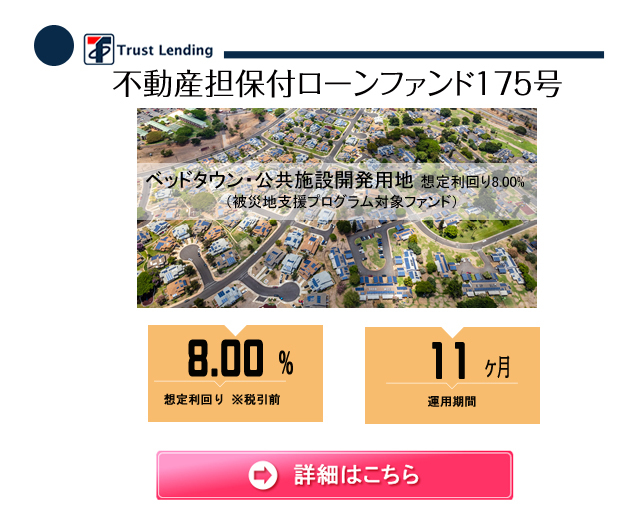 Trust Lending
不動産担保付ローンファンド175号
ベッドタウン・公共施設開発用地 想定利回り8.00%
（被災地支援プログラム対象ファンド）
8.00 %
想定利回り ※税引前
11 ヶ月
運用期間
詳細はこちら